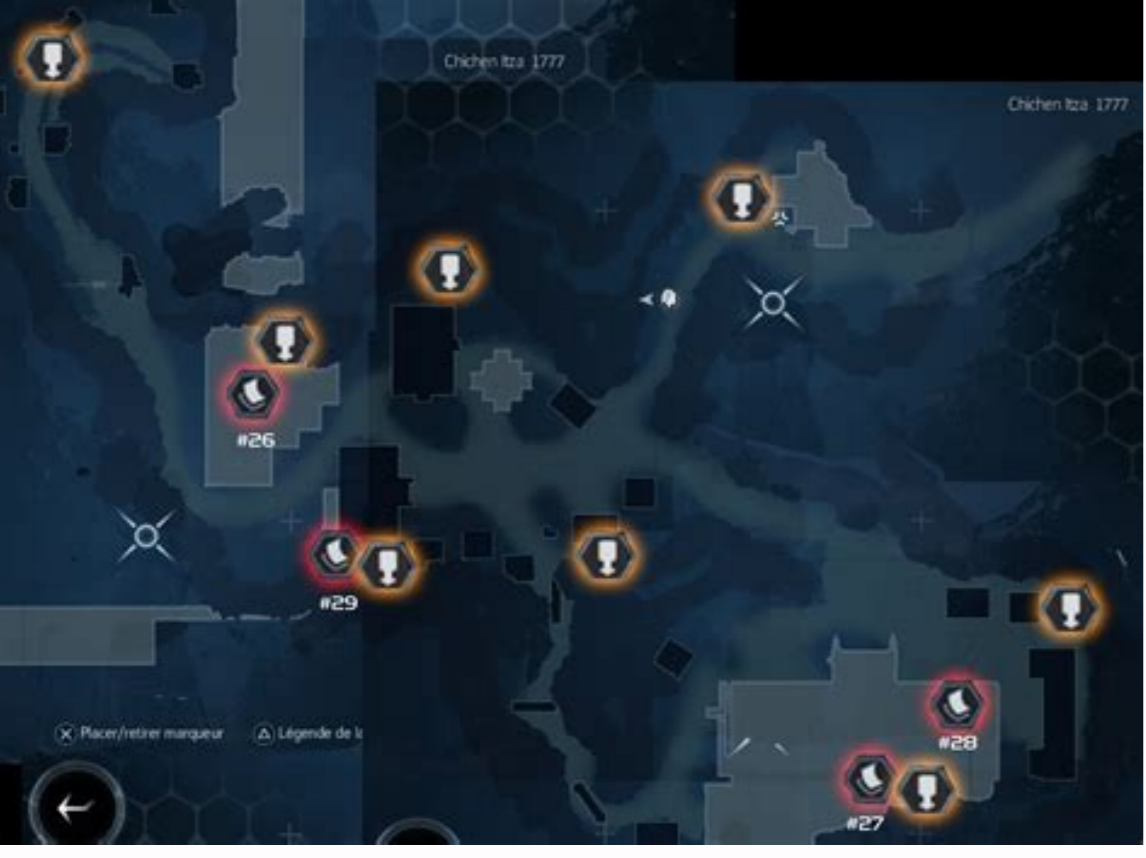 Chichen Itza 1777
Chichen Itza 1777
#26
#29
Placer/retirer marqueur
Légende de la
#28
#27